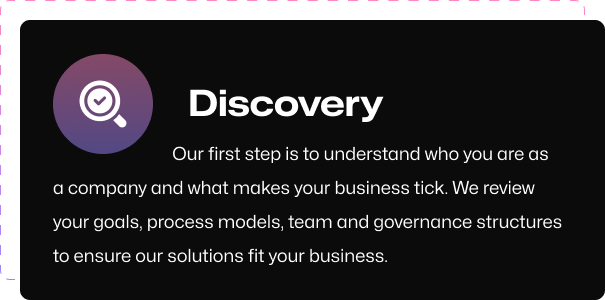 Discovery
Our first step is to understand who you are as
a company and what makes your business tick. We review
your goals, process models, team and governance structures
to ensure our solutions fit your business.